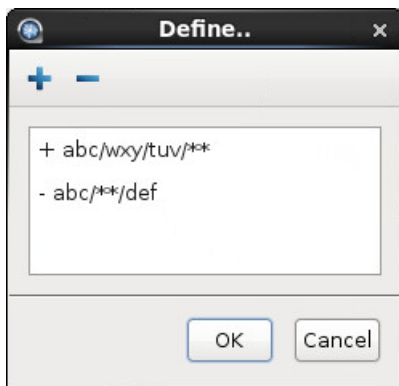 Define..
+ abc/wxy/tuv/**
- abc/**/def
OK
Cancel